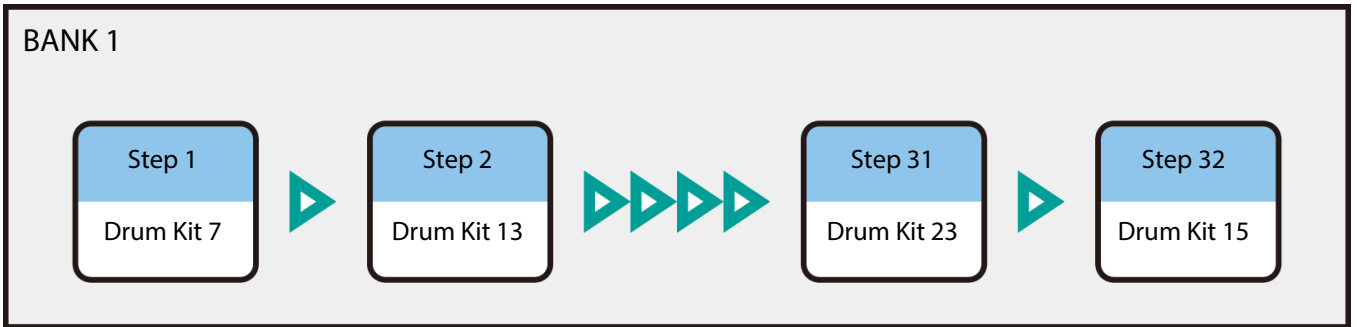 BANK 1
Step 1
Drum Kit 7
Step 2
Drum Kit 13
Step 31
Drum Kit 23
Step 32
Drum Kit 15